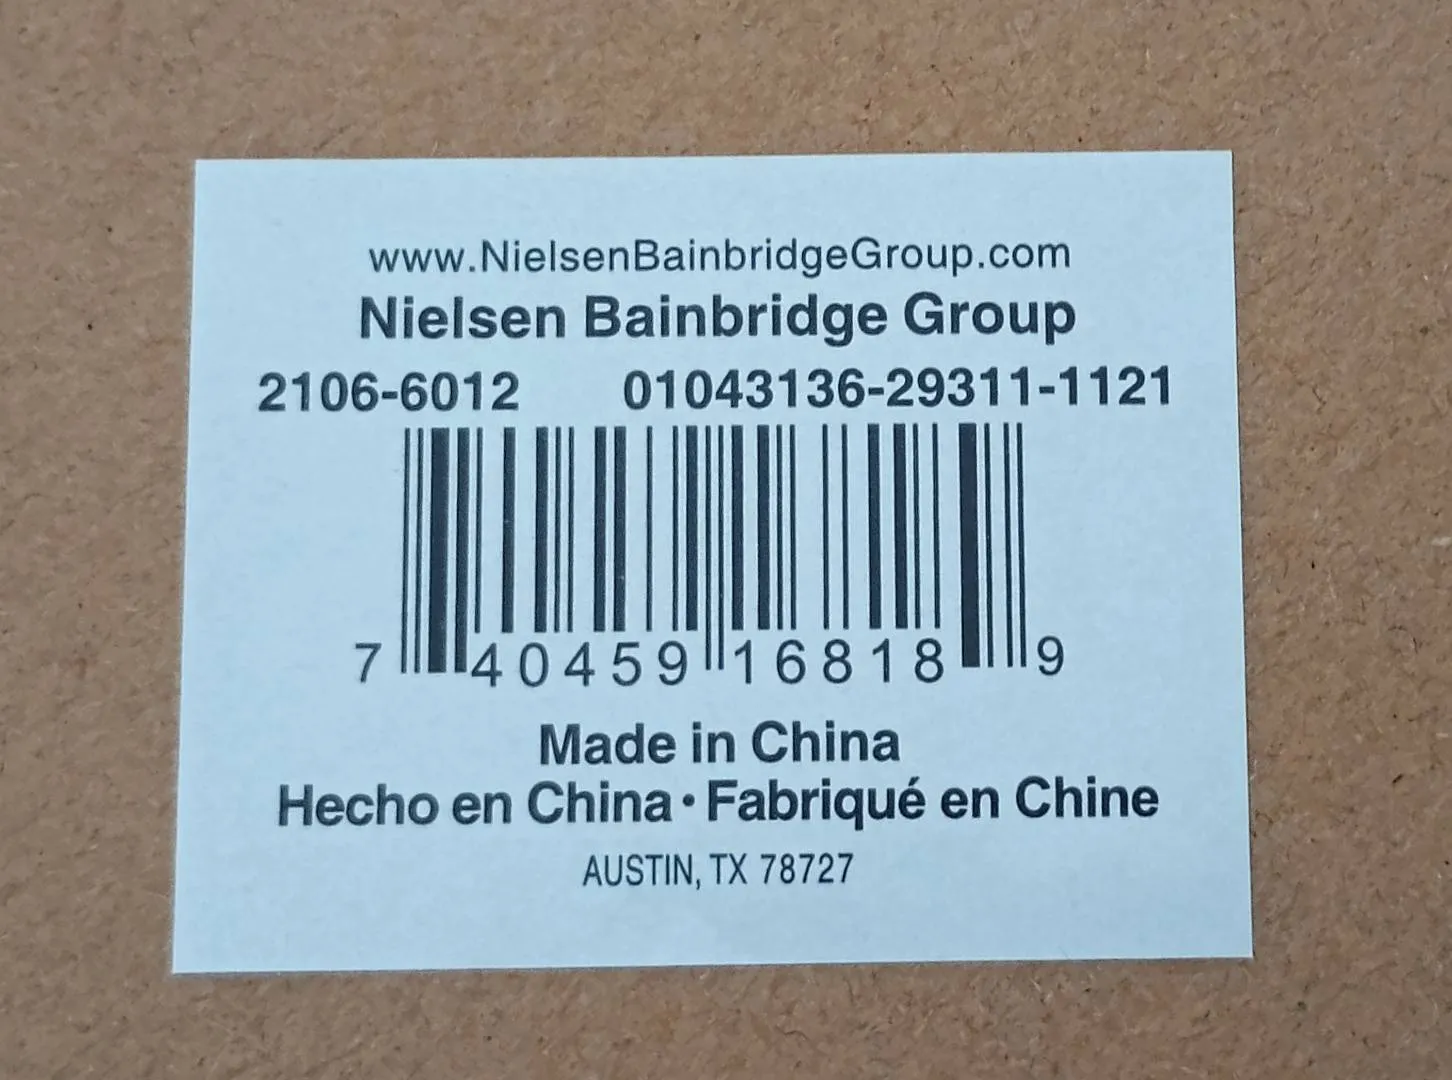 www.NielsenBainbridgeGroup.com
Nielsen Bainbridge Group
2106-6012 01043136-29311-1121
7 40459 16818 9
Made in China
Hecho en China • Fabriqué en Chine
AUSTIN, TX 78727